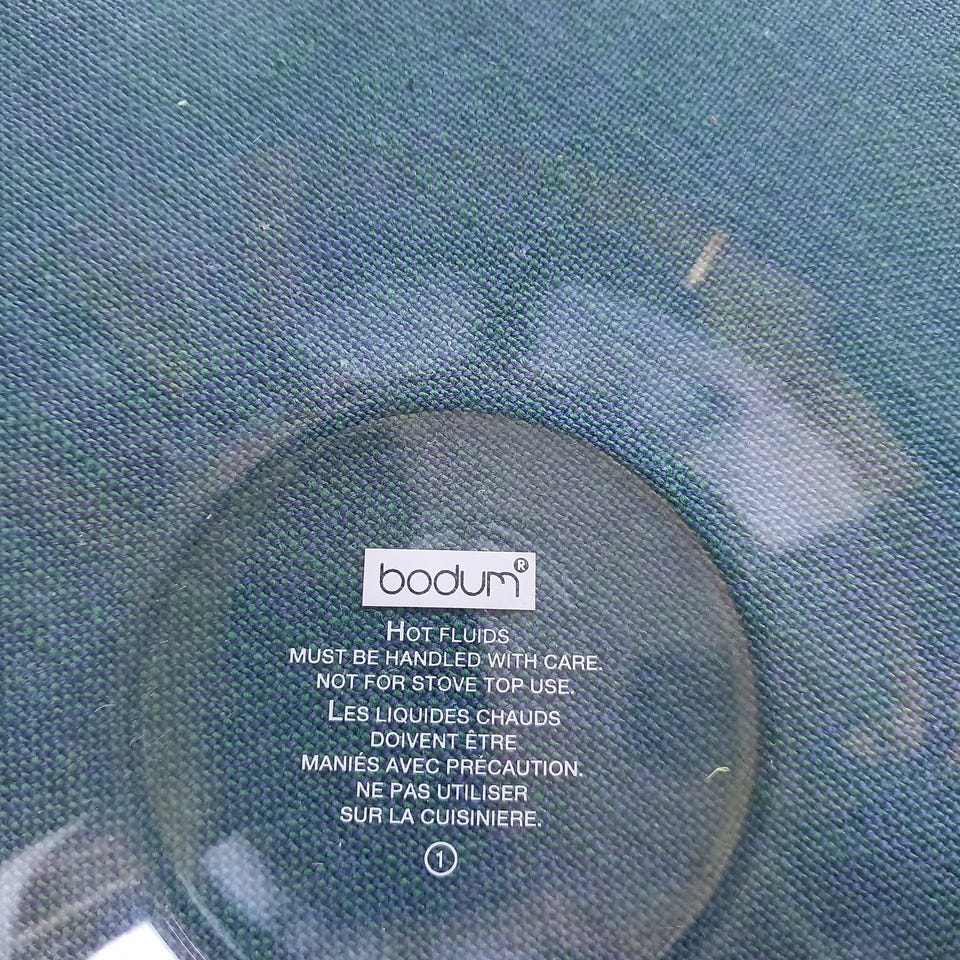 bodum®
HOT FLUIDS
MUST BE HANDLED WITH CARE.
NOT FOR STOVE TOP USE.
LES LIQUIDES CHAUDS
DOIVENT ÊTRE
MANIÉS AVEC PRÉCAUTION.
NE PAS UTILISER
SUR LA CUISINIERE.
1